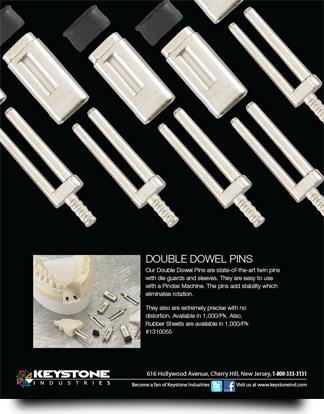 DOUBLE DOWEL PINS
Our Double Dowel Pins are state-of-the-art twin pins
with die guards and sleeves. They are easy to use
with a Pindex Machine. The pins add stability which
eliminates rotation.
They also are extremely precise with no
distortion. Available in 1,000/Pk. Also,
Rubber Sheets are available in 1,000/Pk
#1310055.
KEYSTONE
INDUSTRIES
616 Hollywood Avenue, Cherry Hill, New Jersey, 1-800-333-3131
Become a fan of Keystone Industries
Visit us at www.keystoneind.com